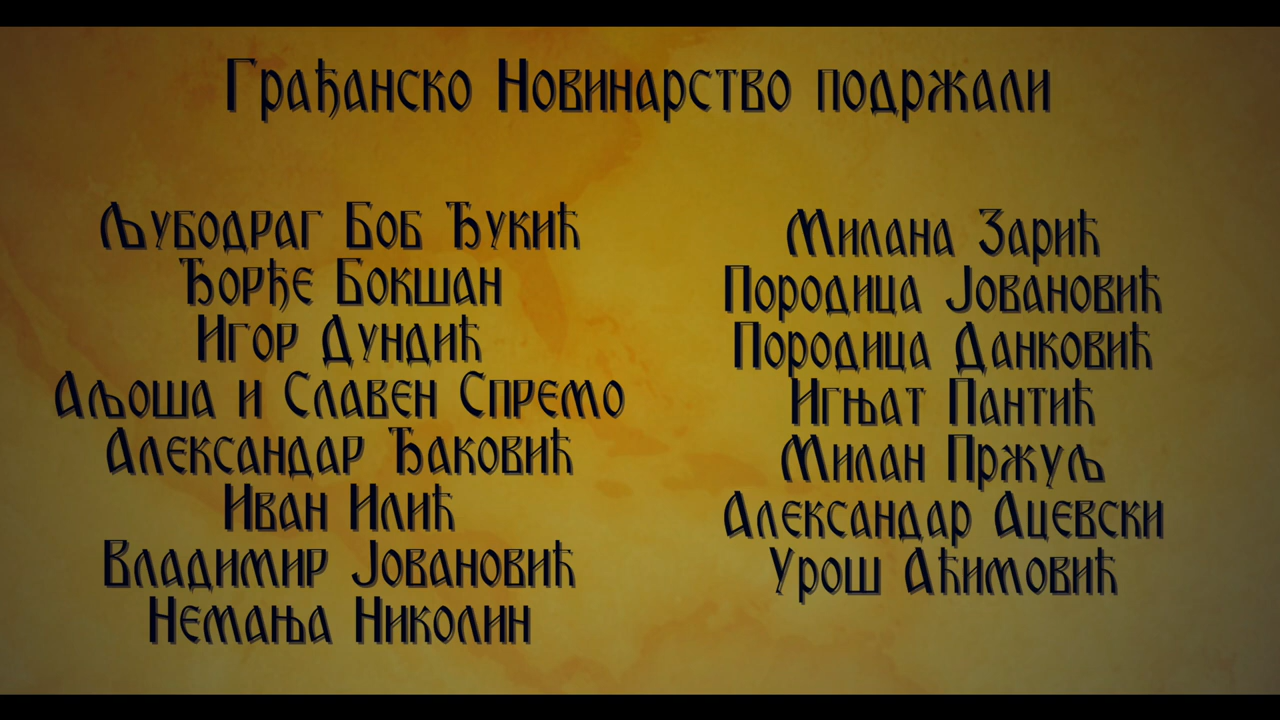 Грађанско Новинарство подржали
Љубодраг Боб Ђукић
Ђорђе Бокшан
Игор Дундић
Аљоша и Славен Спремо
Александар Ђаковић
Иван Илић
Владимир Јовановић
Немања Николин
Милана Зарић
Породица Јовановић
Породица Данковић
Игњат Пантић
Милан Пржуљ
Александар Ацевски
Урош Аћимовић